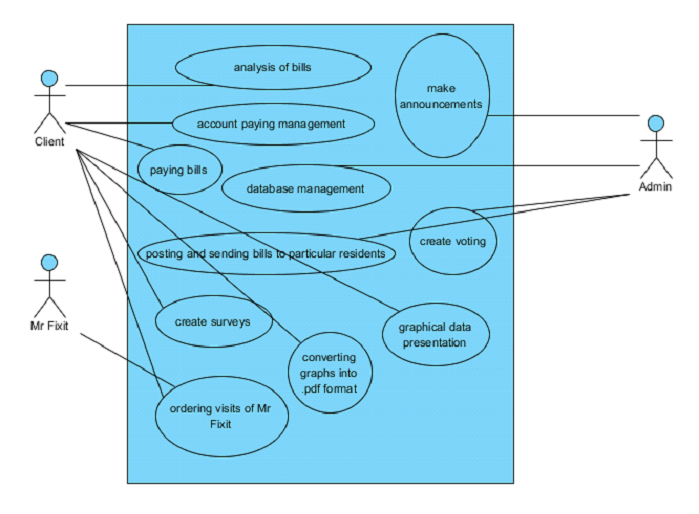 analysis of bills
make
announcements
account paying management
Client
Admin
paying bills
database management
create voting
posting and sending bills to particular residents
Mr Fixit
create surveys
graphical data
presentation
converting
graphs into
.pdf format
ordering visits of Mr
Fixit